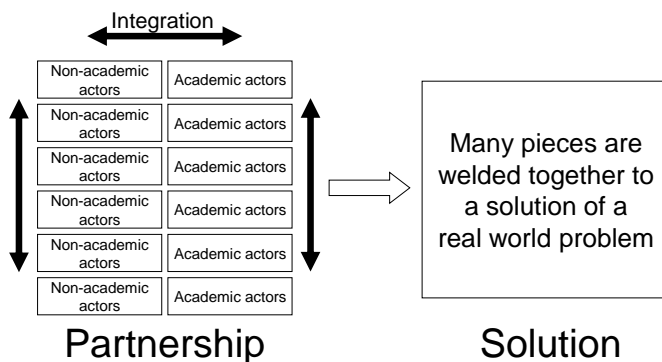 Integration
Non-academic
actors
Academic actors
Non-academic
actors
Academic actors
Non-academic
actors
Academic actors
Non-academic
actors
Academic actors
Non-academic
actors
Academic actors
Non-academic
actors
Academic actors
Many pieces are
welded together to
a solution of a
real world problem
Partnership
Solution